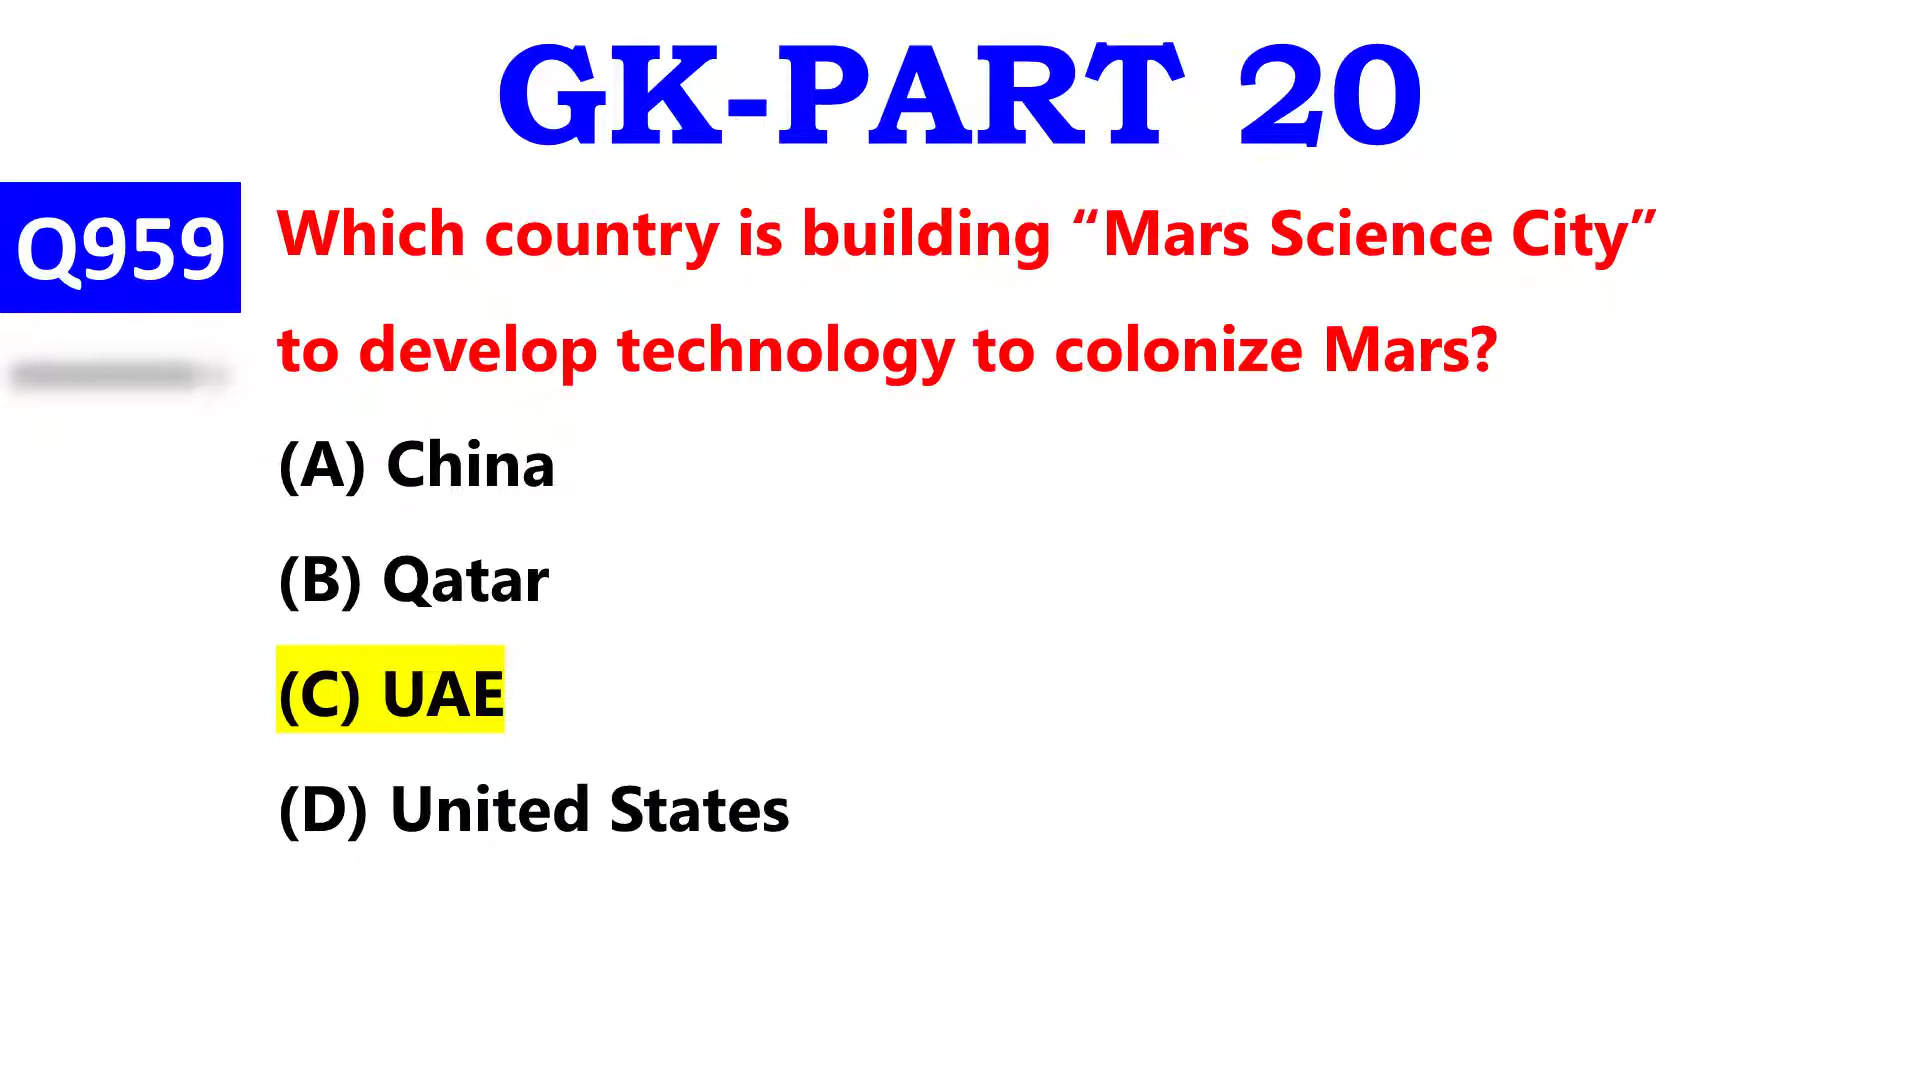 GK-PART 20
Q959
Which country is building “Mars Science City”
to develop technology to colonize Mars?
(A) China
(B) Qatar
(C) UAE
(D) United States